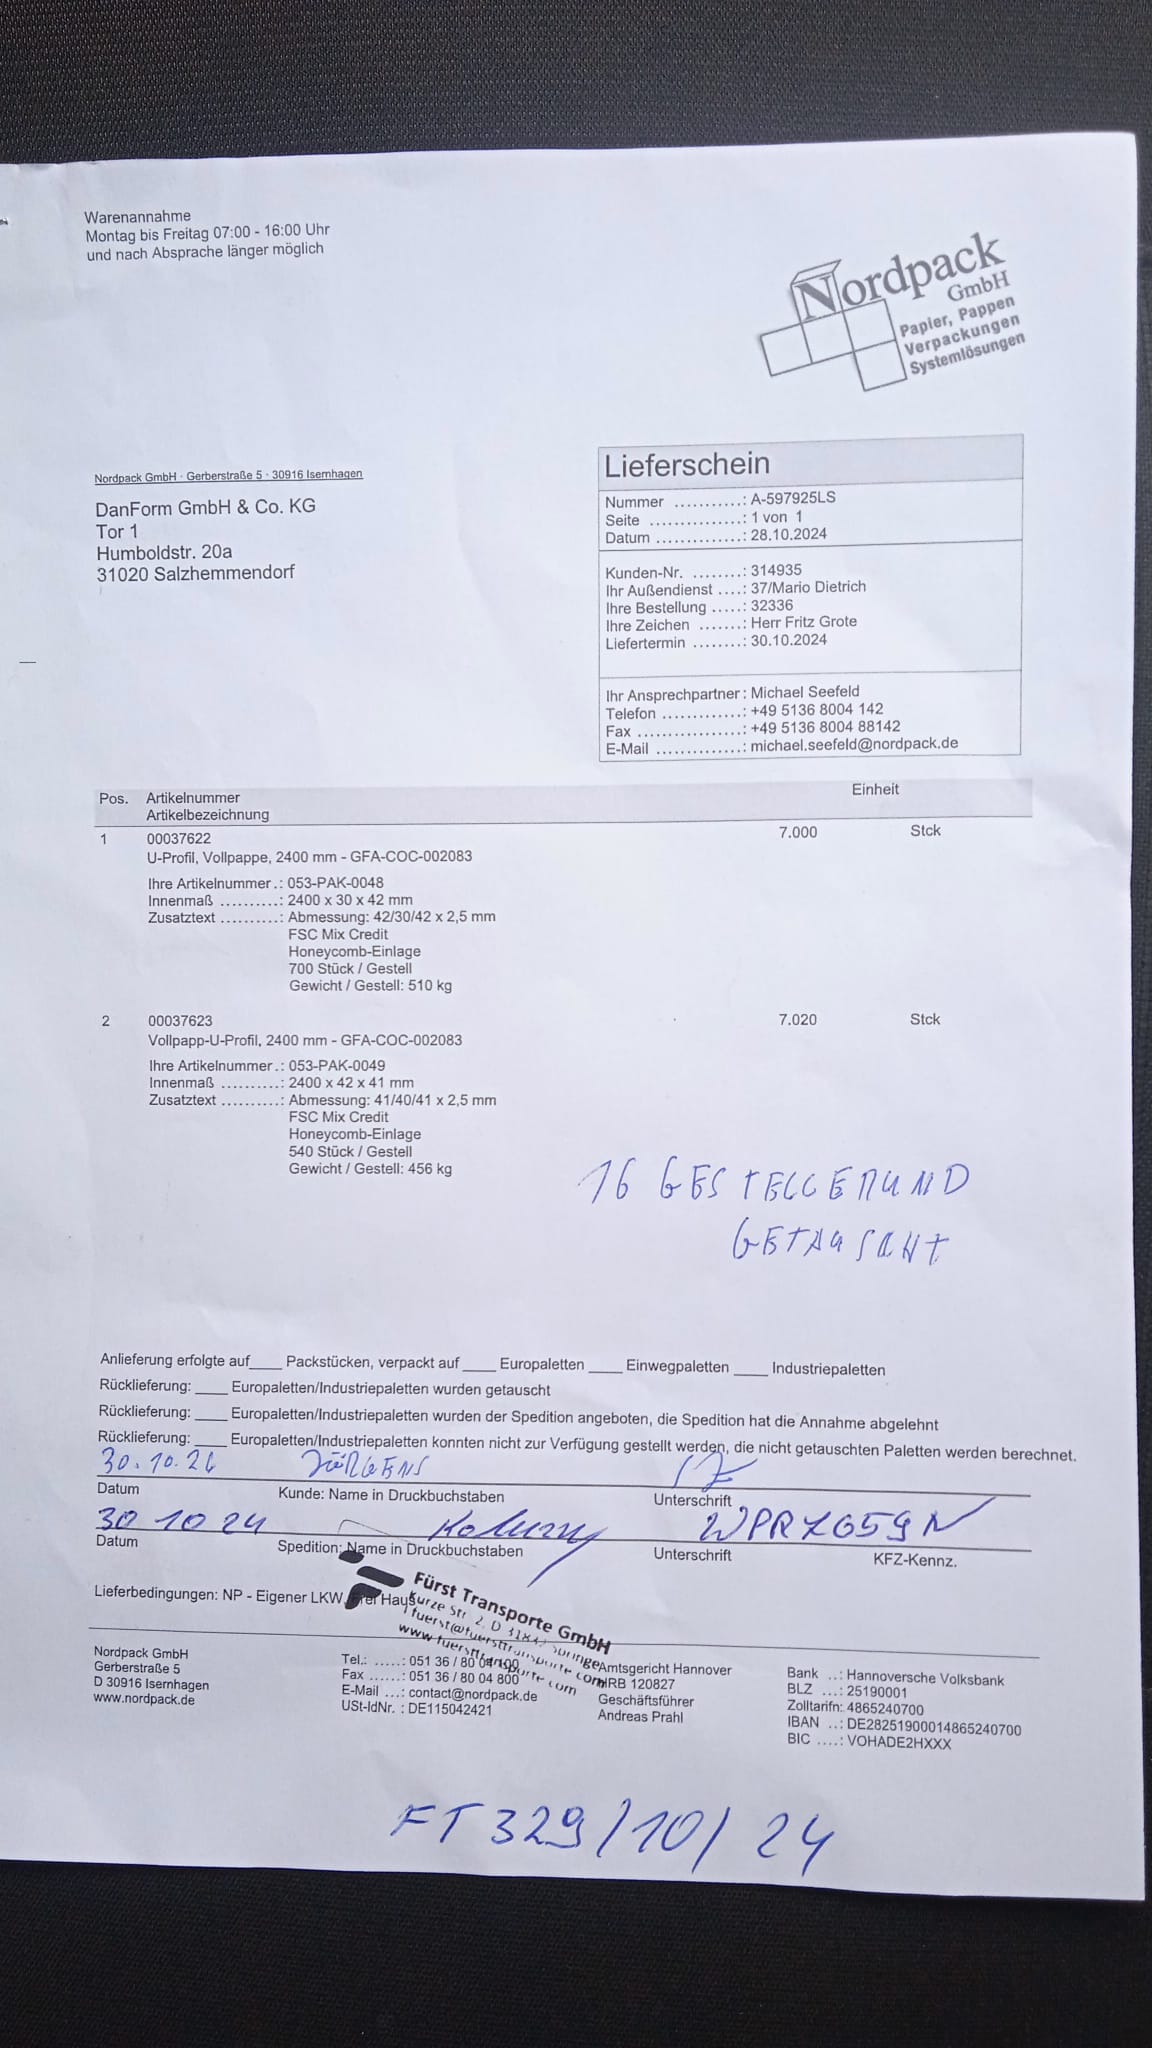 Warenannahme
Montag bis Freitag 07:00 - 16:00 Uhr
und nach Absprache länger möglich
Nordpack
GmbH
Papier, Pappen
Verpackungen
Systemlösungen
Nordpack GmbH · Gerberstraße 5 · 30916 Isernhagen
DanForm GmbH & Co. KG
Tor 1
Humboldstr. 20a
31020 Salzhemmendorf
Lieferschein
Nummer ..........: A-597925LS
Seite ..............: 1 von 1
Datum .............: 28.10.2024
Kunden-Nr. ........: 314935
Ihr Außendienst ....: 37/Mario Dietrich
Ihre Bestellung .....: 32336
Ihre Zeichen .......: Herr Fritz Grote
Liefertermin ........: 30.10.2024
Ihr Ansprechpartner : Michael Seefeld
Telefon ............: +49 5136 8004 142
Fax ................: +49 5136 8004 88142
E-Mail .............: michael.seefeld@nordpack.de
Pos. Artikelnummer Einheit
Artikelbezeichnung
1 00037622 7.000 Stck
U-Profil, Vollpappe, 2400 mm - GFA-COC-002083
Ihre Artikelnummer .: 053-PAK-0048
Innenmaß .........: 2400 x 30 x 42 mm
Zusatztext .........: Abmessung: 42/30/42 x 2,5 mm
FSC Mix Credit
Honeycomb-Einlage
700 Stück / Gestell
Gewicht / Gestell: 510 kg
2 00037623 7.020 Stck
Vollpapp-U-Profil, 2400 mm - GFA-COC-002083
Ihre Artikelnummer .: 053-PAK-0049
Innenmaß .........: 2400 x 42 x 41 mm
Zusatztext .........: Abmessung: 41/40/41 x 2,5 mm
FSC Mix Credit
Honeycomb-Einlage
540 Stück / Gestell
Gewicht / Gestell: 456 kg
16 GESTELLE
Anlieferung erfolgte auf____ Packstücken, verpackt auf ____ Europaletten ____ Einwegpaletten ____ Industriepaletten
Rücklieferung: ____ Europaletten/Industriepaletten wurden getauscht
Rücklieferung: ____ Europaletten/Industriepaletten wurden der Spedition angeboten, die Spedition hat die Annahme abgelehnt
Rücklieferung: ____ Europaletten/Industriepaletten konnten nicht zur Verfügung gestellt werden, die nicht getauschten Paletten werden berechnet.
30.10.24 JÜRGENS
Datum Kunde: Name in Druckbuchstaben Unterschrift
30 10 24 WPR7659N
Datum Spedition: Name in Druckbuchstaben Unterschrift KFZ-Kennz.
Lieferbedingungen: NP - Eigener LKW, Frei Haus
Fürst Transporte GmbH
Kurze Str. 2, D 31832 Springe
fuerst@fuersttransporte.com
www.fuersttransporte.com
Nordpack GmbH
Gerberstraße 5
D 30916 Isernhagen
www.nordpack.de
Tel.: .....: 051 36 / 80 04 100
Fax ......: 051 36 / 80 04 800
E-Mail ...: contact@nordpack.de
USt-IdNr. : DE115042421
Amtsgericht Hannover
HRB 120827
Geschäftsführer
Andreas Prahl
Bank ..: Hannoversche Volksbank
BLZ ...: 25190001
Zolltarifn: 4865240700
IBAN ..: DE28251900014865240700
BIC ....: VOHADE2HXXX
FT 329/10/24